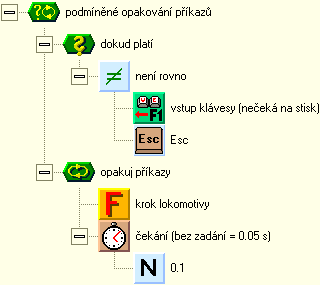 podmíněné opakování příkazů
dokud platí
není rovno
F1
vstup klávesy (nečeká na stisk)
Esc
Esc
opakuj příkazy
F
krok lokomotivy
čekání (bez zadání = 0.05 s)
N
0.1